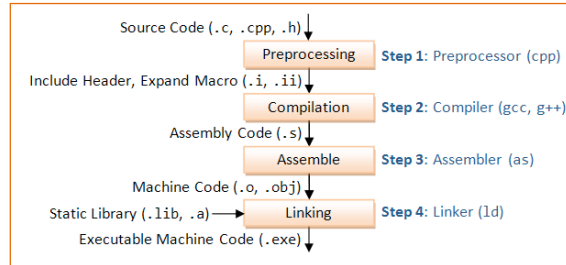 Source Code (.c, .cpp, .h)
Preprocessing
Step 1: Preprocessor (cpp)
Include Header, Expand Macro (.i, .ii)
Compilation
Step 2: Compiler (gcc, g++)
Assembly Code (.s)
Assemble
Step 3: Assembler (as)
Machine Code (.o, .obj)
Static Library (.lib, .a)
Linking
Step 4: Linker (ld)
Executable Machine Code (.exe)